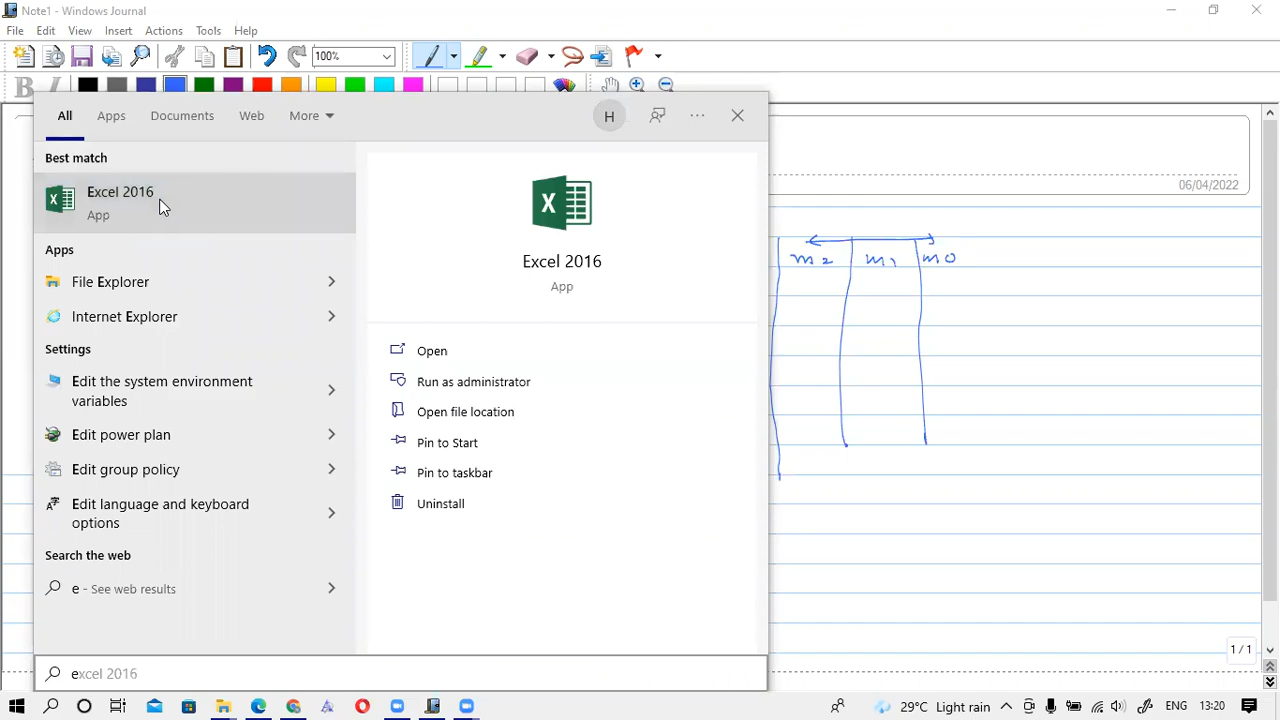 Note1 - Windows Journal
File Edit View Insert Actions Tools Help
100%
B I
All Apps Documents Web More
H
Best match
Excel 2016
App
Apps
File Explorer
Internet Explorer
Settings
Edit the system environment
variables
Edit power plan
Edit group policy
Edit language and keyboard
options
Search the web
e - See web results
excel 2016
Excel 2016
App
Open
Run as administrator
Open file location
Pin to Start
Pin to taskbar
Uninstall
06/04/2022
m2 m1 m0
1 / 1
29°C Light rain ENG 13:20